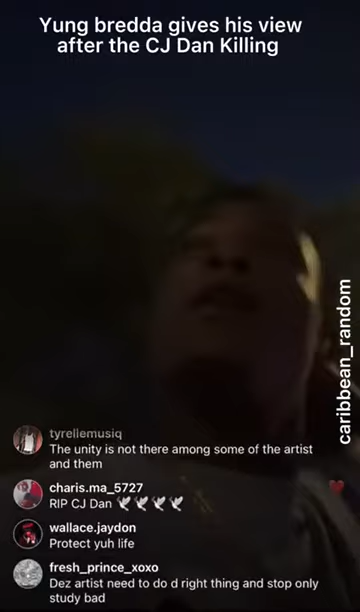 Yung bredda gives his view
after the CJ Dan Killing
caribbean_random
tyrellemusiq
The unity is not there among some of the artist
and them
charis.ma_5727
RIP CJ Dan 🕊️🕊️🕊️🕊️
wallace.jaydon
Protect yuh life
fresh_prince_xoxo
Dez artist need to do d right thing and stop only
study bad